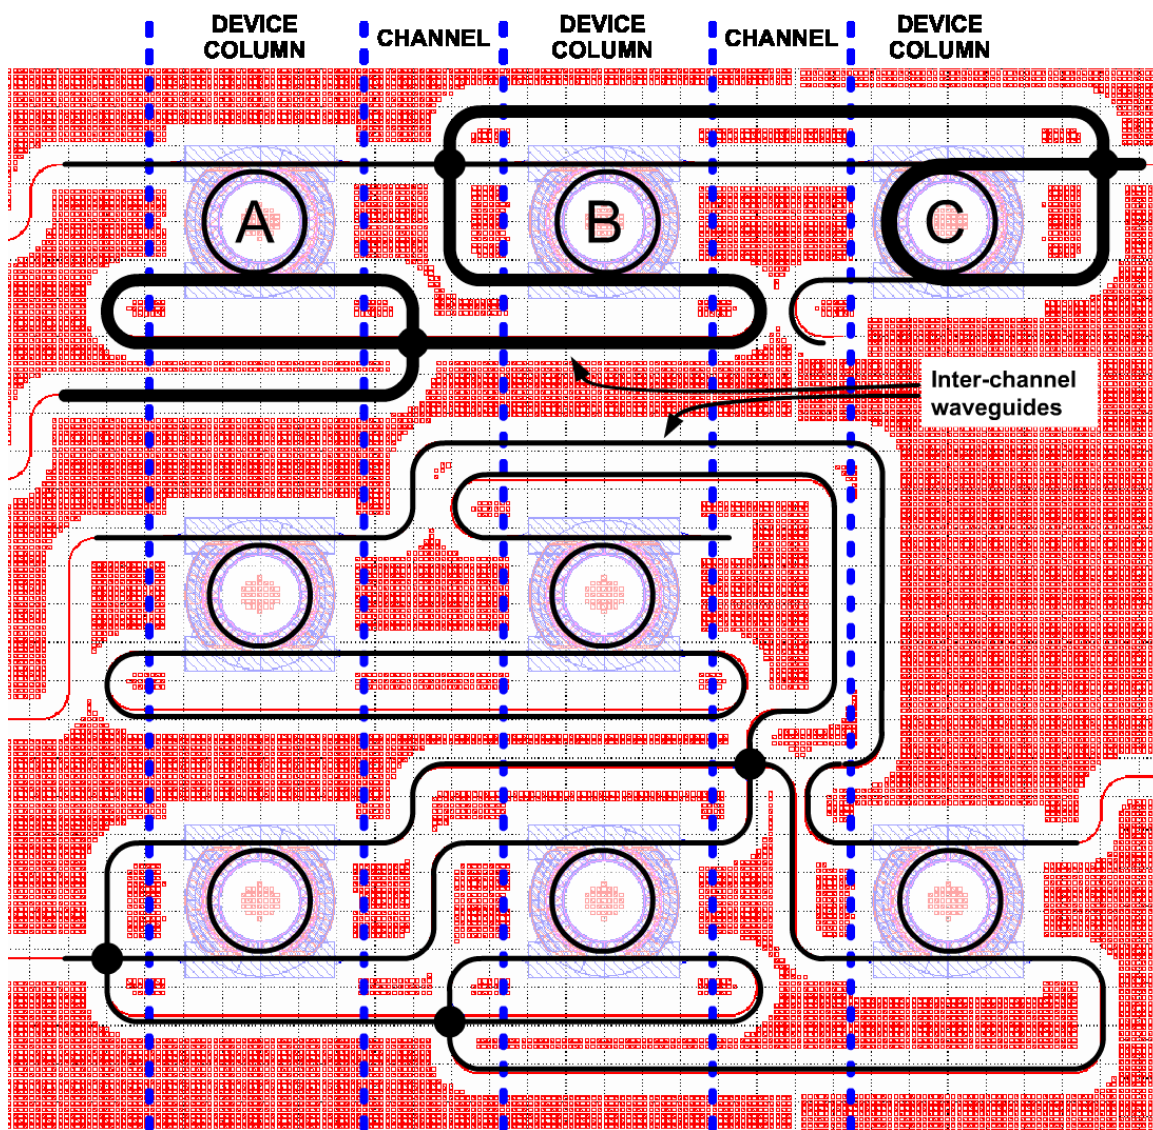 DEVICE
COLUMN
CHANNEL
DEVICE
COLUMN
CHANNEL
DEVICE
COLUMN
A
B
C
Inter-channel
waveguides